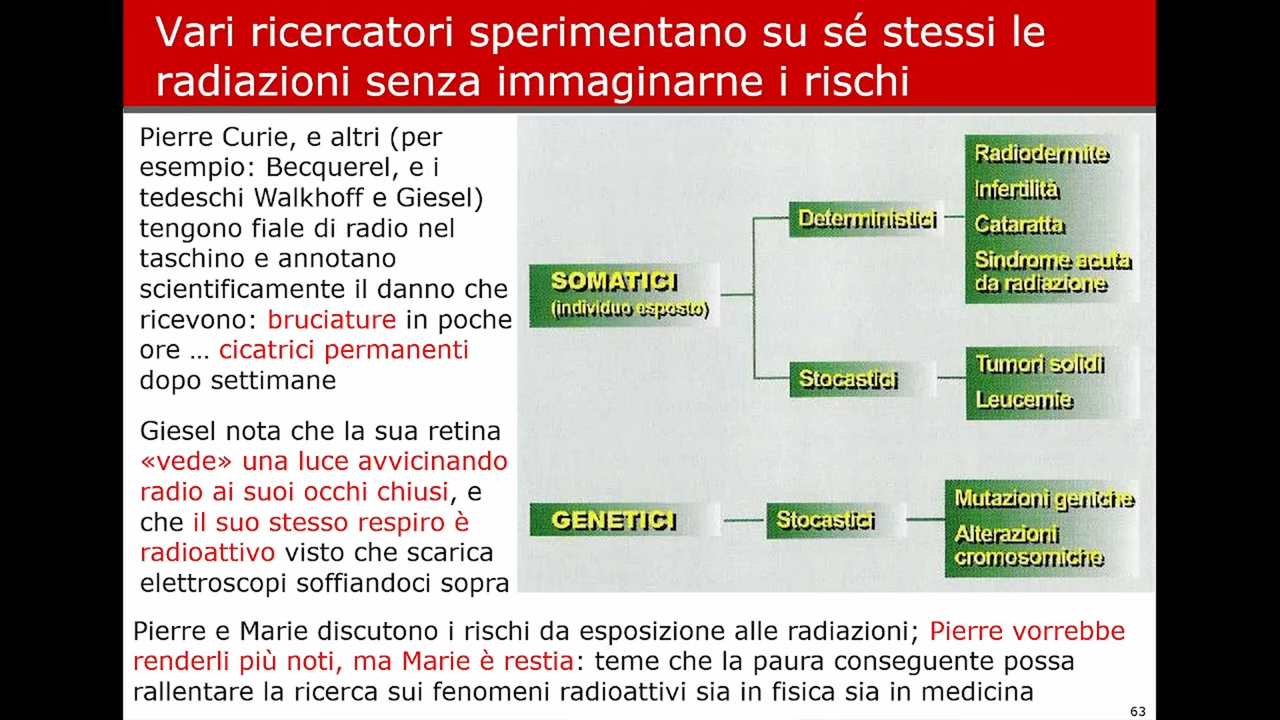 Vari ricercatori sperimentano su sé stessi le
radiazioni senza immaginarne i rischi
Pierre Curie, e altri (per
esempio: Becquerel, e i
tedeschi Walkhoff e Giesel)
tengono fiale di radio nel
taschino e annotano
scientificamente il danno che
ricevono: bruciature in poche
ore … cicatrici permanenti
dopo settimane
Giesel nota che la sua retina
«vede» una luce avvicinando
radio ai suoi occhi chiusi, e
che il suo stesso respiro è
radioattivo visto che scarica
elettroscopi soffiandoci sopra
SOMATICI
(individuo esposto)
Deterministici
Radiodermite
Infertilità
Cataratta
Sindrome acuta
da radiazione
Stocastici
Tumori solidi
Leucemie
GENETICI
Stocastici
Mutazioni geniche
Alterazioni
cromosomiche
Pierre e Marie discutono i rischi da esposizione alle radiazioni; Pierre vorrebbe
renderli più noti, ma Marie è restia: teme che la paura conseguente possa
rallentare la ricerca sui fenomeni radioattivi sia in fisica sia in medicina
63